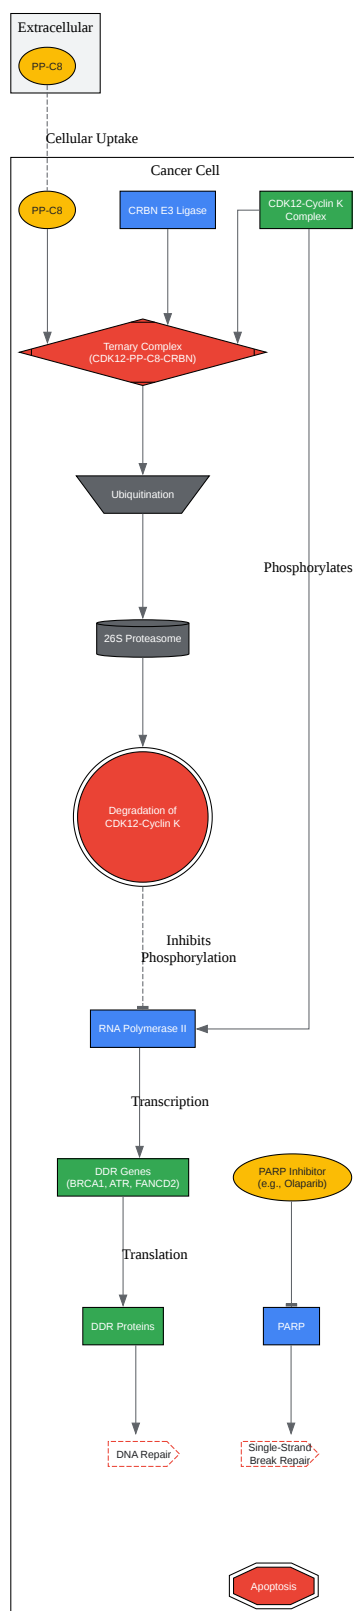 Extracellular
PP-C8
Cellular Uptake
Cancer Cell
PP-C8
CRBN E3 Ligase
CDK12-Cyclin K
Complex
Ternary Complex
(CDK12-PP-C8-CRBN)
Ubiquitination
Phosphorylates
26S Proteasome
Degradation of
CDK12-Cyclin K
Inhibits
Phosphorylation
RNA Polymerase II
Transcription
DDR Genes
(BRCA1, ATR, FANCD2)
PARP Inhibitor
(e.g., Olaparib)
Translation
DDR Proteins
PARP
DNA Repair
Single-Strand
Break Repair
Apoptosis